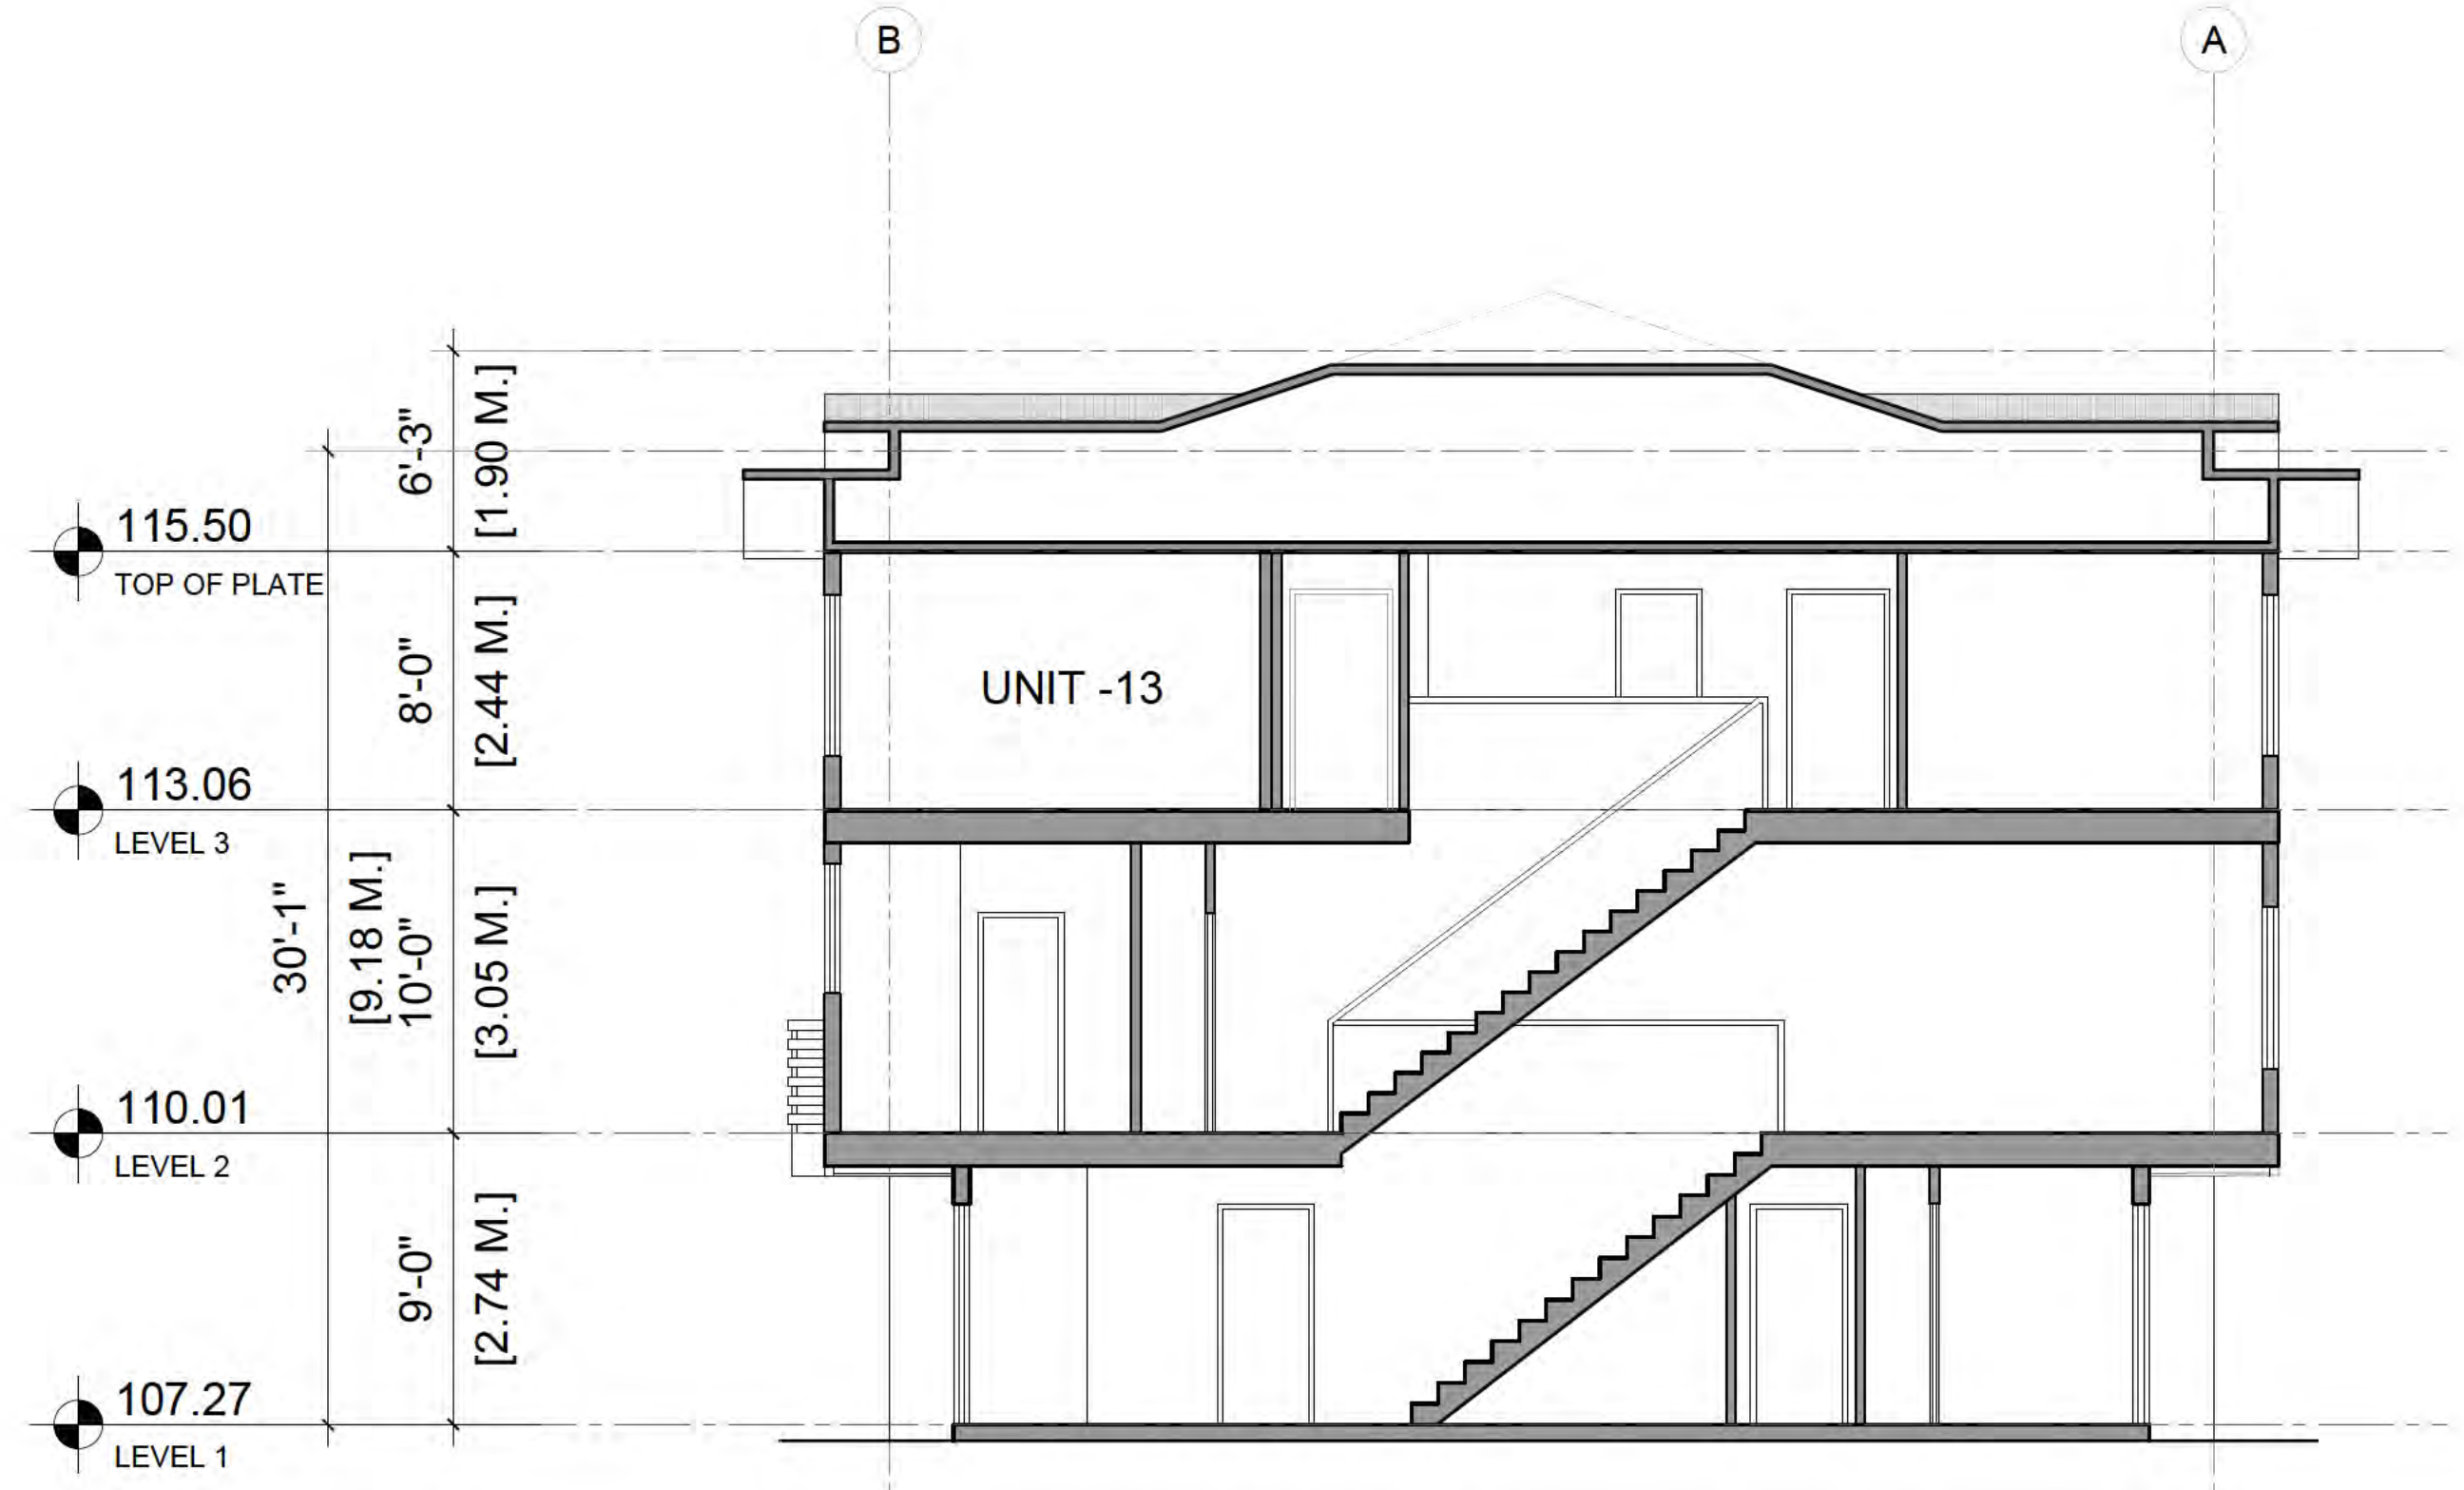 B
A
6'-3"
[1.90 M.]
115.50
TOP OF PLATE
8'-0"
[2.44 M.]
UNIT -13
113.06
LEVEL 3
30'-1"
[9.18 M.]
10'-0"
[3.05 M.]
110.01
LEVEL 2
9'-0"
[2.74 M.]
107.27
LEVEL 1